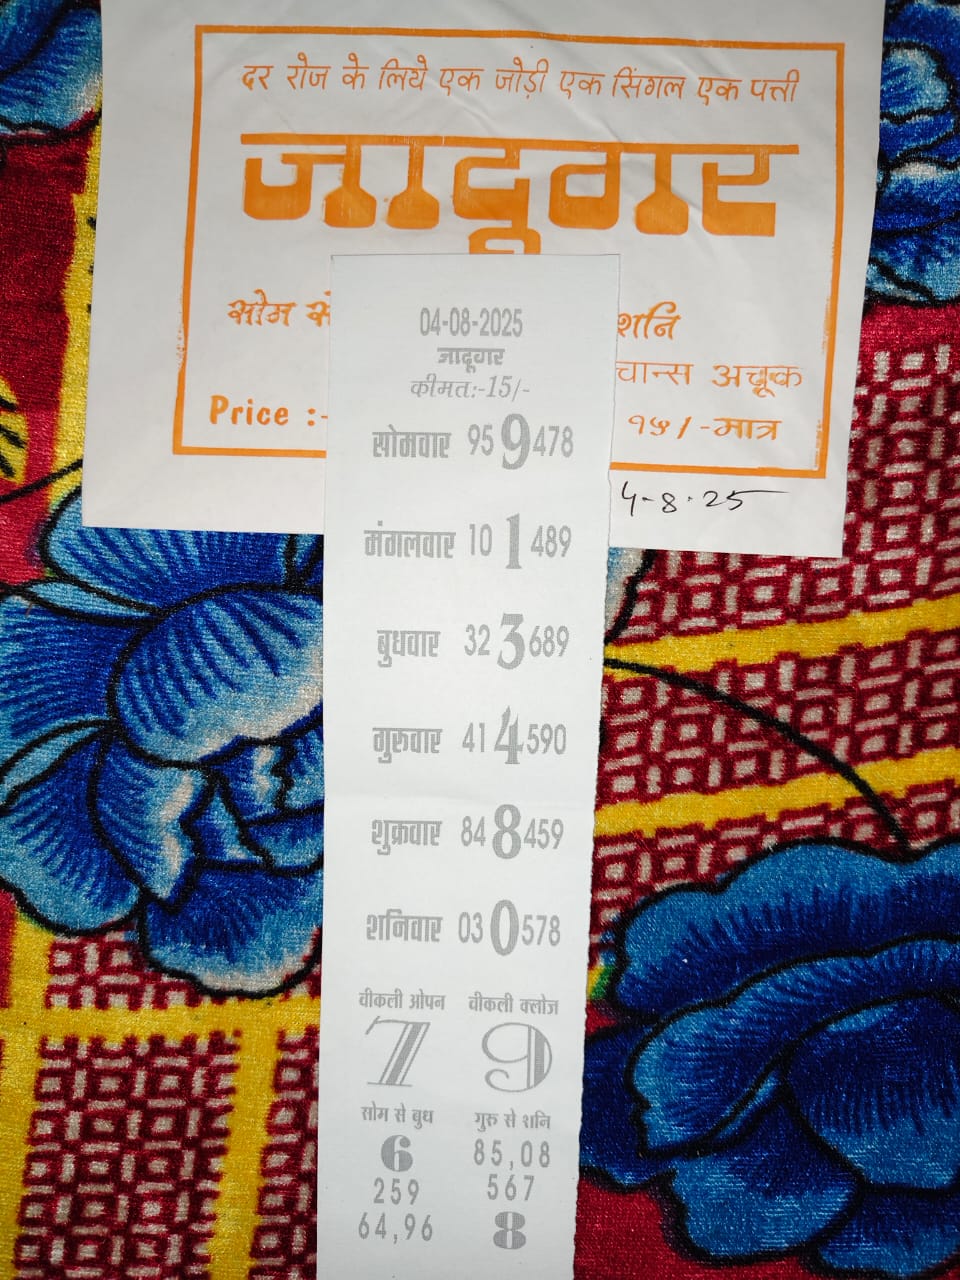 दर रोज के लिये एक जोड़ी एक सिंगल एक पत्ती
जादूगर
सोम से
शनि
चान्स अचूक
Price :-
१५/-मात्र
4-8-25
04-08-2025
जादूगर
कीमत:-15/-
सोमवार 95 9 478
मंगलवार 10 1 489
बुधवार 32 3 689
गुरुवार 41 4 590
शुक्रवार 84 8 459
शनिवार 03 0 578
वीकली ओपन वीकली क्लोज
7 9
सोम से बुध गुरु से शनि
6 85,08
259 567
64,96 8